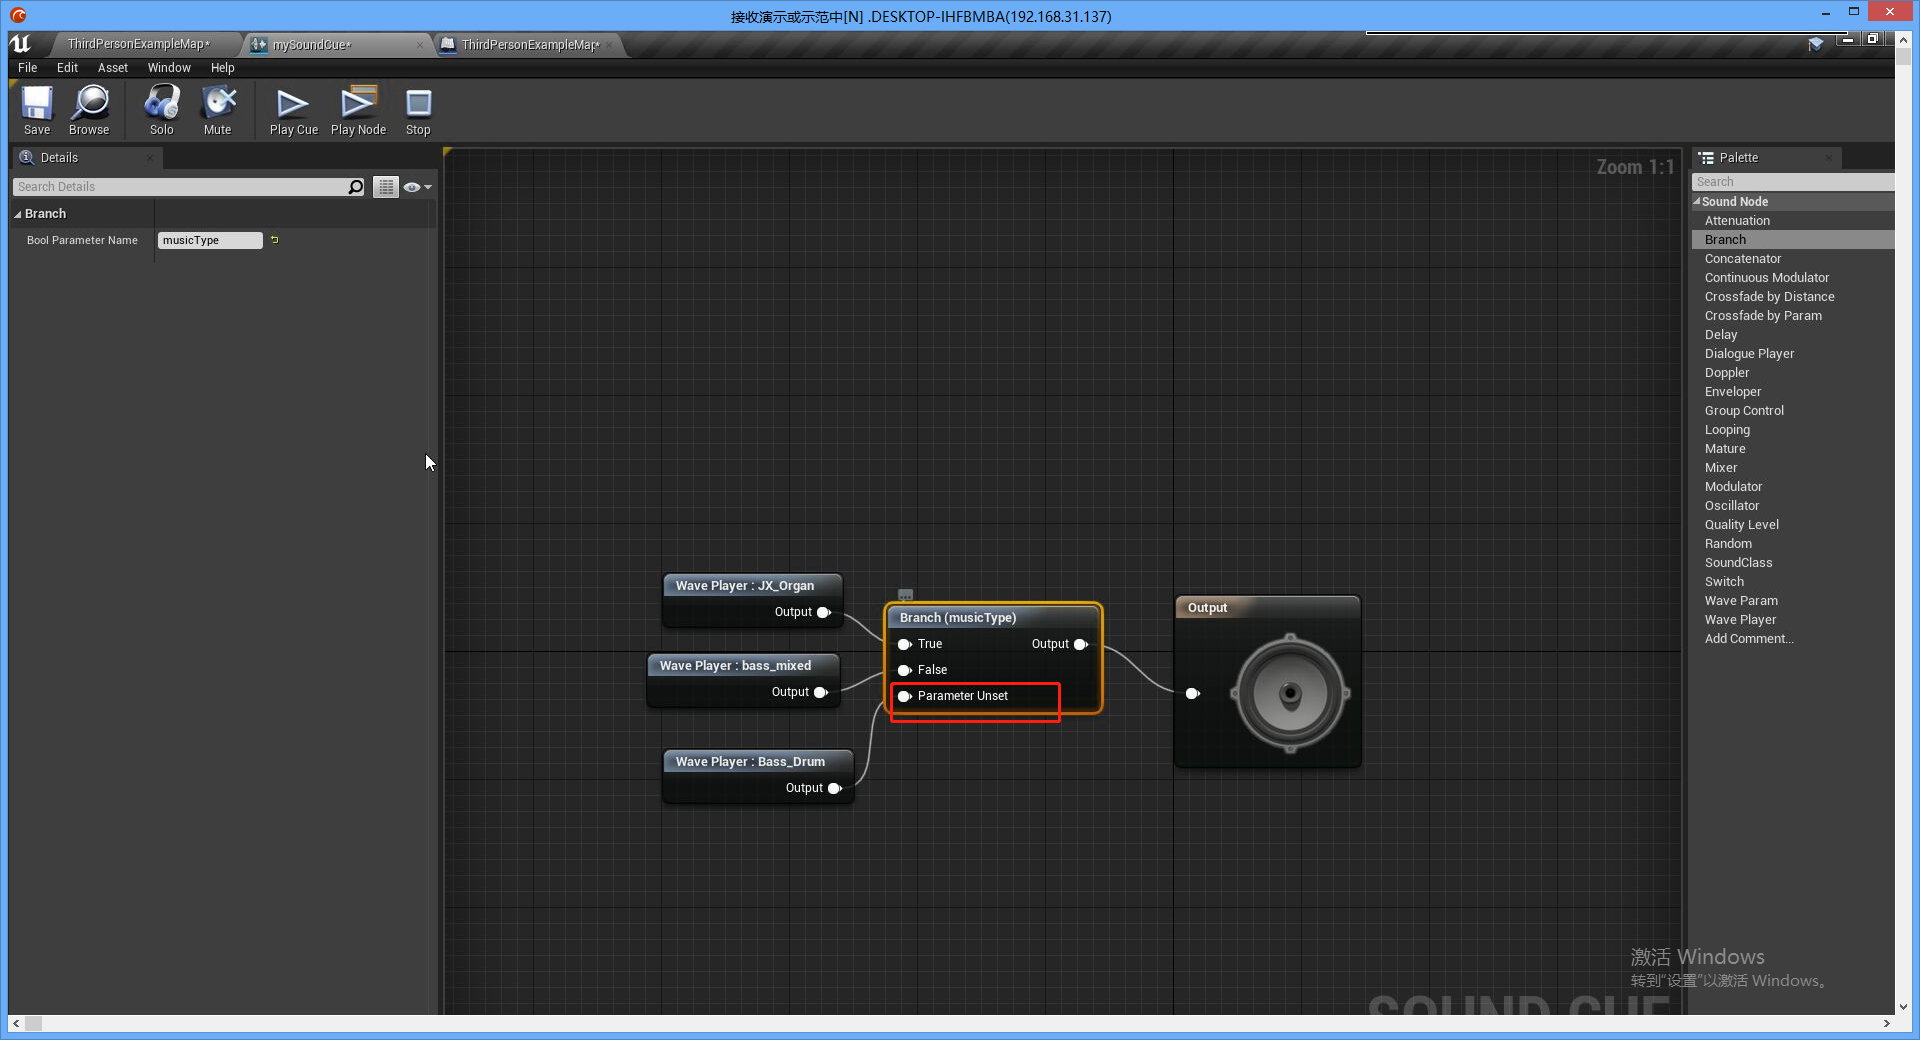 接收演示或示范中[N] .DESKTOP-IHFBMBA(192.168.31.137)
ThirdPersonExampleMap*
mySoundCue*
ThirdPersonExampleMap*
File Edit Asset Window Help
Save Browse Solo Mute Play Cue Play Node Stop
Details
Search Details
Branch
Bool Parameter Name musicType
Zoom 1:1
Wave Player : JX_Organ
Output
Wave Player : bass_mixed
Output
Wave Player : Bass_Drum
Output
Branch (musicType)
True Output
False
Parameter Unset
Output
SOUND CUE
Palette
Search
Sound Node
Attenuation
Branch
Concatenator
Continuous Modulator
Crossfade by Distance
Crossfade by Param
Delay
Dialogue Player
Doppler
Enveloper
Group Control
Looping
Mature
Mixer
Modulator
Oscillator
Quality Level
Random
SoundClass
Switch
Wave Param
Wave Player
Add Comment...
激活 Windows
转到“设置”以激活 Windows。